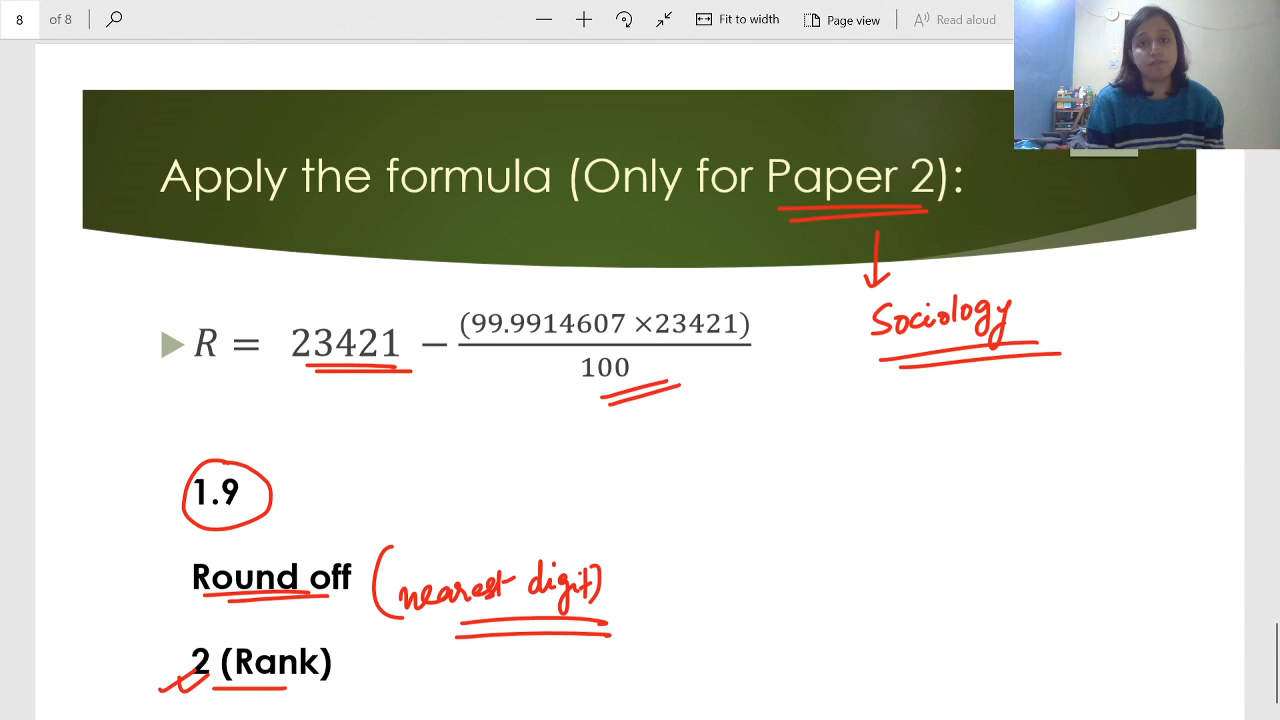 8 of 8 Fit to width Page view Read aloud
Apply the formula (Only for Paper 2):
Sociology
R = 23421 − (99.9914607 ×23421) / 100
1.9
Round off (nearest digit)
2 (Rank)